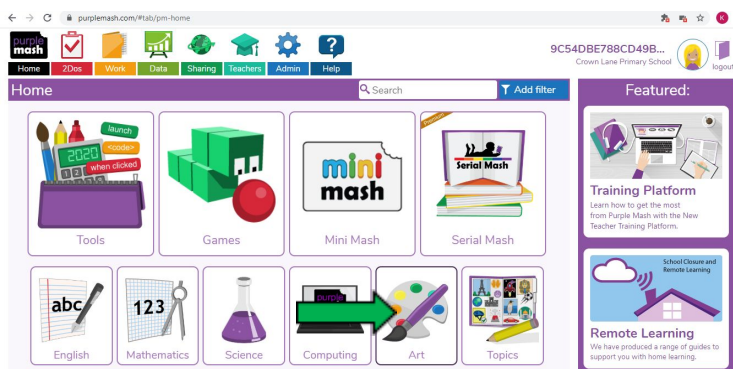 purplemash.com/#tab/pm-home
K
purple
mash
Home
2Dos
Work
Data
Sharing
Teachers
Admin
Help
9C54DBE788CD49B...
Crown Lane Primary School
logout
Home
Search
Add filter
Featured:
launch
<code>
2020
when clicked
1 2
Tools
Games
mini
mash
Mini Mash
Premium
Serial Mash
Serial Mash
Training Platform
Learn how to get the most
from Purple Mash with the New
Teacher Training Platform.
abc
English
123
Mathematics
Science
purple
Computing
Art
Topics
School Closure and
Remote Learning
Remote Learning
We have produced a range of guides to
support you with home learning.